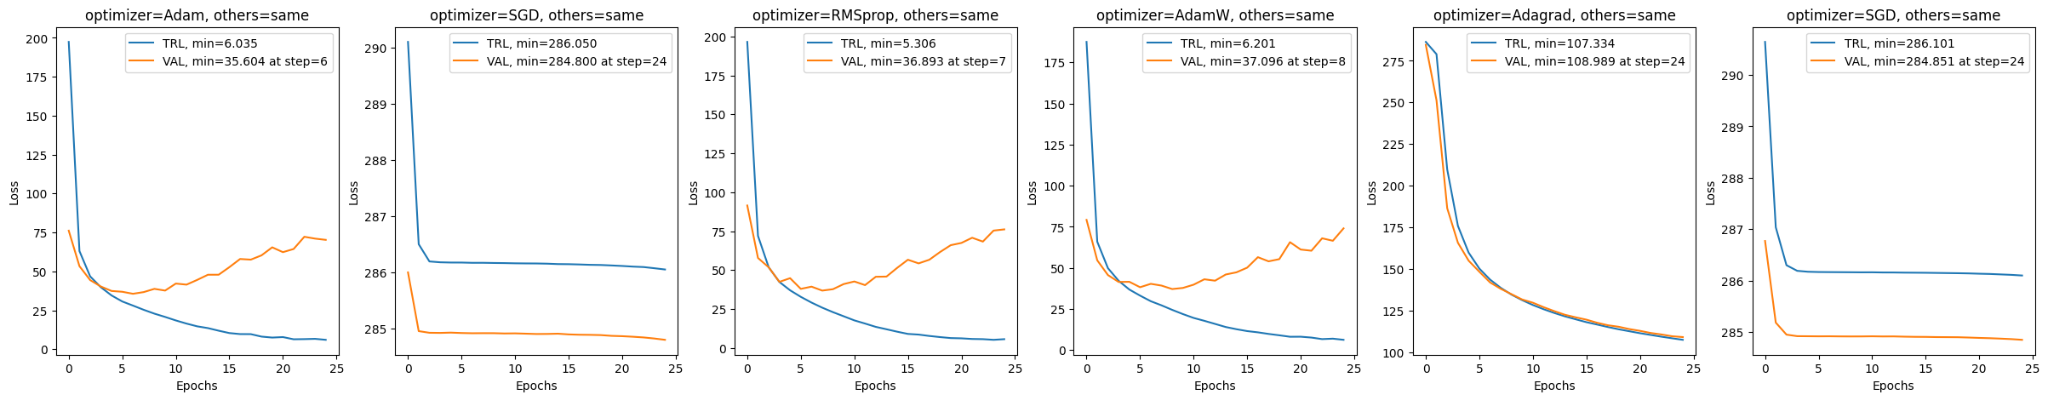 optimizer=Adam, others=same
TRL, min=6.035
VAL, min=35.604 at step=6
Loss
200
175
150
125
100
75
50
25
0
0 5 10 15 20 25
Epochs
optimizer=SGD, others=same
TRL, min=286.050
VAL, min=284.800 at step=24
Loss
290
289
288
287
286
285
0 5 10 15 20 25
Epochs
optimizer=RMSprop, others=same
TRL, min=5.306
VAL, min=36.893 at step=7
Loss
200
175
150
125
100
75
50
25
0
0 5 10 15 20 25
Epochs
optimizer=AdamW, others=same
TRL, min=6.201
VAL, min=37.096 at step=8
Loss
175
150
125
100
75
50
25
0
0 5 10 15 20 25
Epochs
optimizer=Adagrad, others=same
TRL, min=107.334
VAL, min=108.989 at step=24
Loss
275
250
225
200
175
150
125
100
0 5 10 15 20 25
Epochs
optimizer=SGD, others=same
TRL, min=286.101
VAL, min=284.851 at step=24
Loss
290
289
288
287
286
285
0 5 10 15 20 25
Epochs